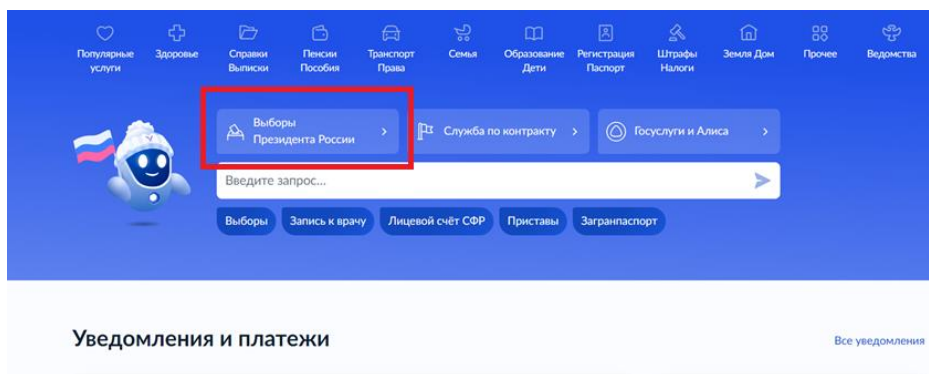 Популярные услуги
Здоровье
Справки Выписки
Пенсии Пособия
Транспорт Права
Семья
Образование Дети
Регистрация Паспорт
Штрафы Налоги
Земля Дом
Прочее
Ведомства
Выборы
Президента России
Служба по контракту
Госуслуги и Алиса
Введите запрос...
Выборы
Запись к врачу
Лицевой счёт СФР
Приставы
Загранпаспорт
Уведомления и платежи
Все уведомления